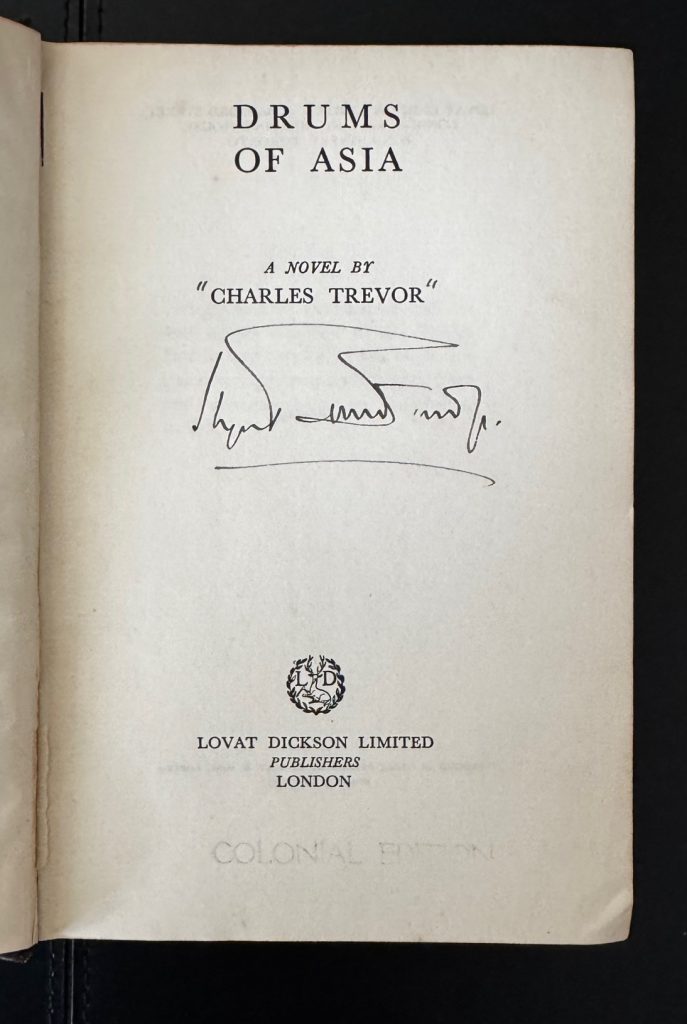 DRUMS
OF ASIA
A NOVEL BY
"CHARLES TREVOR"
L D
LOVAT DICKSON LIMITED
PUBLISHERS
LONDON
COLONIAL EDITION